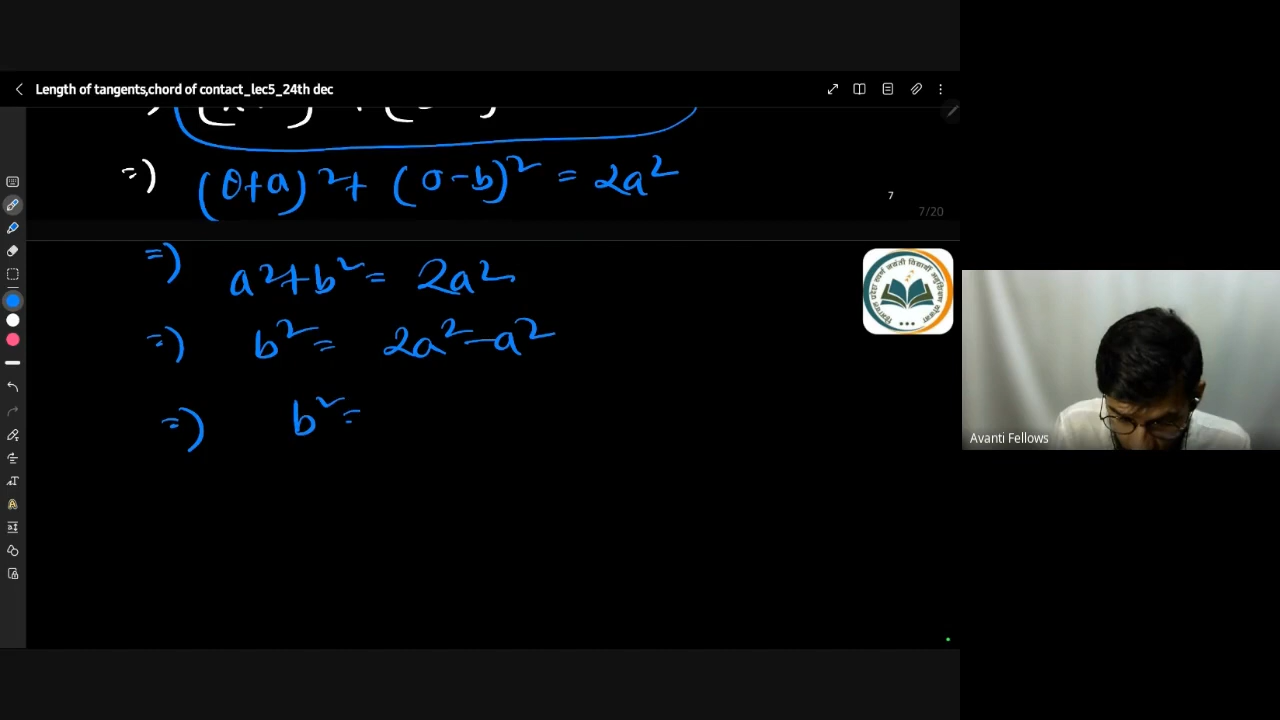 Length of tangents,chord of contact_lec5_24th dec
=) (0+a)²+ (0-b)² = 2a²
7
7/20
=) a²+b² = 2a²
=) b² = 2a²-a²
=) b² =
Avanti Fellows